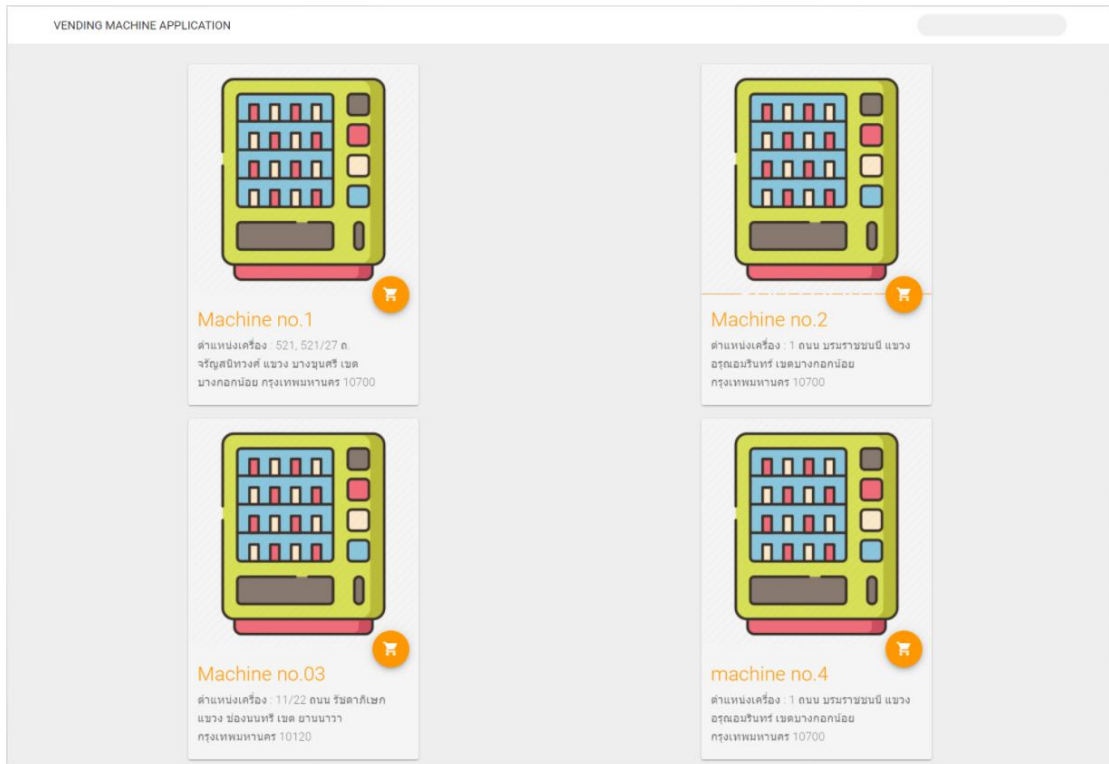 VENDING MACHINE APPLICATION
Machine no.1
ตำแหน่งเครื่อง : 521, 521/27 ถ.
จรัญสนิทวงศ์ แขวง บางขุนศรี เขต
บางกอกน้อย กรุงเทพมหานคร 10700
Machine no.2
ตำแหน่งเครื่อง : 1 ถนน บรมราชชนนี แขวง
อรุณอมรินทร์ เขตบางกอกน้อย
กรุงเทพมหานคร 10700
Machine no.03
ตำแหน่งเครื่อง : 11/22 ถนน รัชดาภิเษก
แขวง ช่องนนทรี เขต ยานนาวา
กรุงเทพมหานคร 10120
machine no.4
ตำแหน่งเครื่อง : 1 ถนน บรมราชชนนี แขวง
อรุณอมรินทร์ เขตบางกอกน้อย
กรุงเทพมหานคร 10700